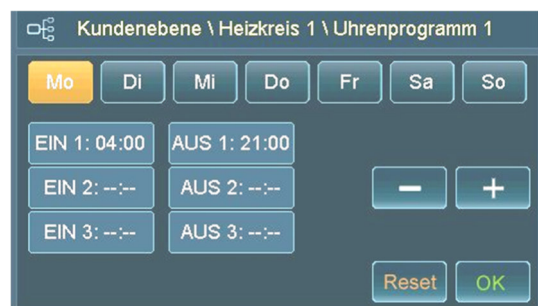 Kundenebene \ Heizkreis 1 \ Uhrenprogramm 1
Mo Di Mi Do Fr Sa So
EIN 1: 04:00 AUS 1: 21:00
EIN 2: --:-- AUS 2: --:--
EIN 3: --:-- AUS 3: --:--
− +
Reset OK